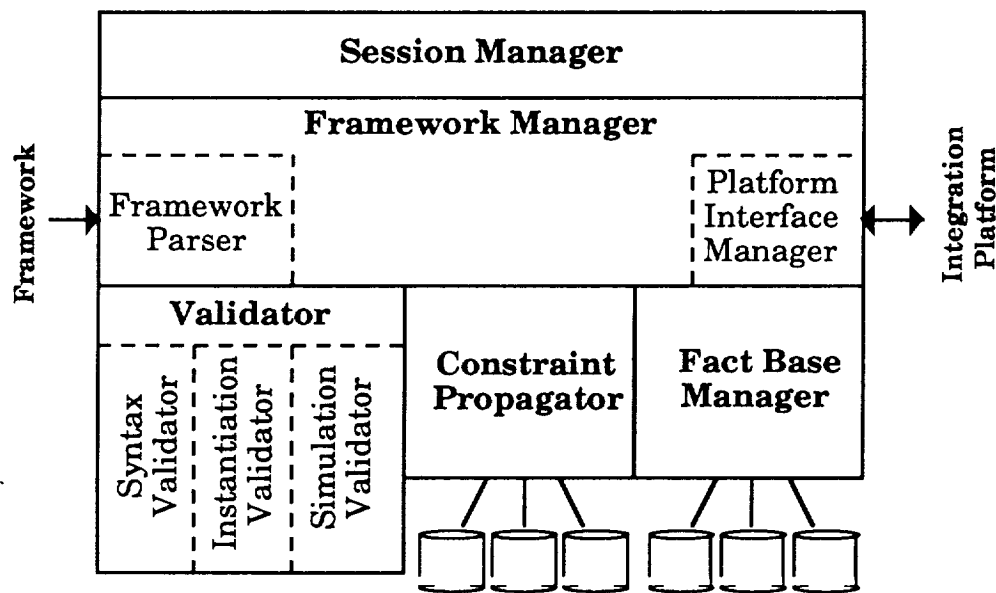 Session Manager
Framework Manager
Framework
Framework
Parser
Platform
Interface
Manager
Integration
Platform
Validator
Syntax
Validator
Instantiation
Validator
Simulation
Validator
Constraint
Propagator
Fact Base
Manager